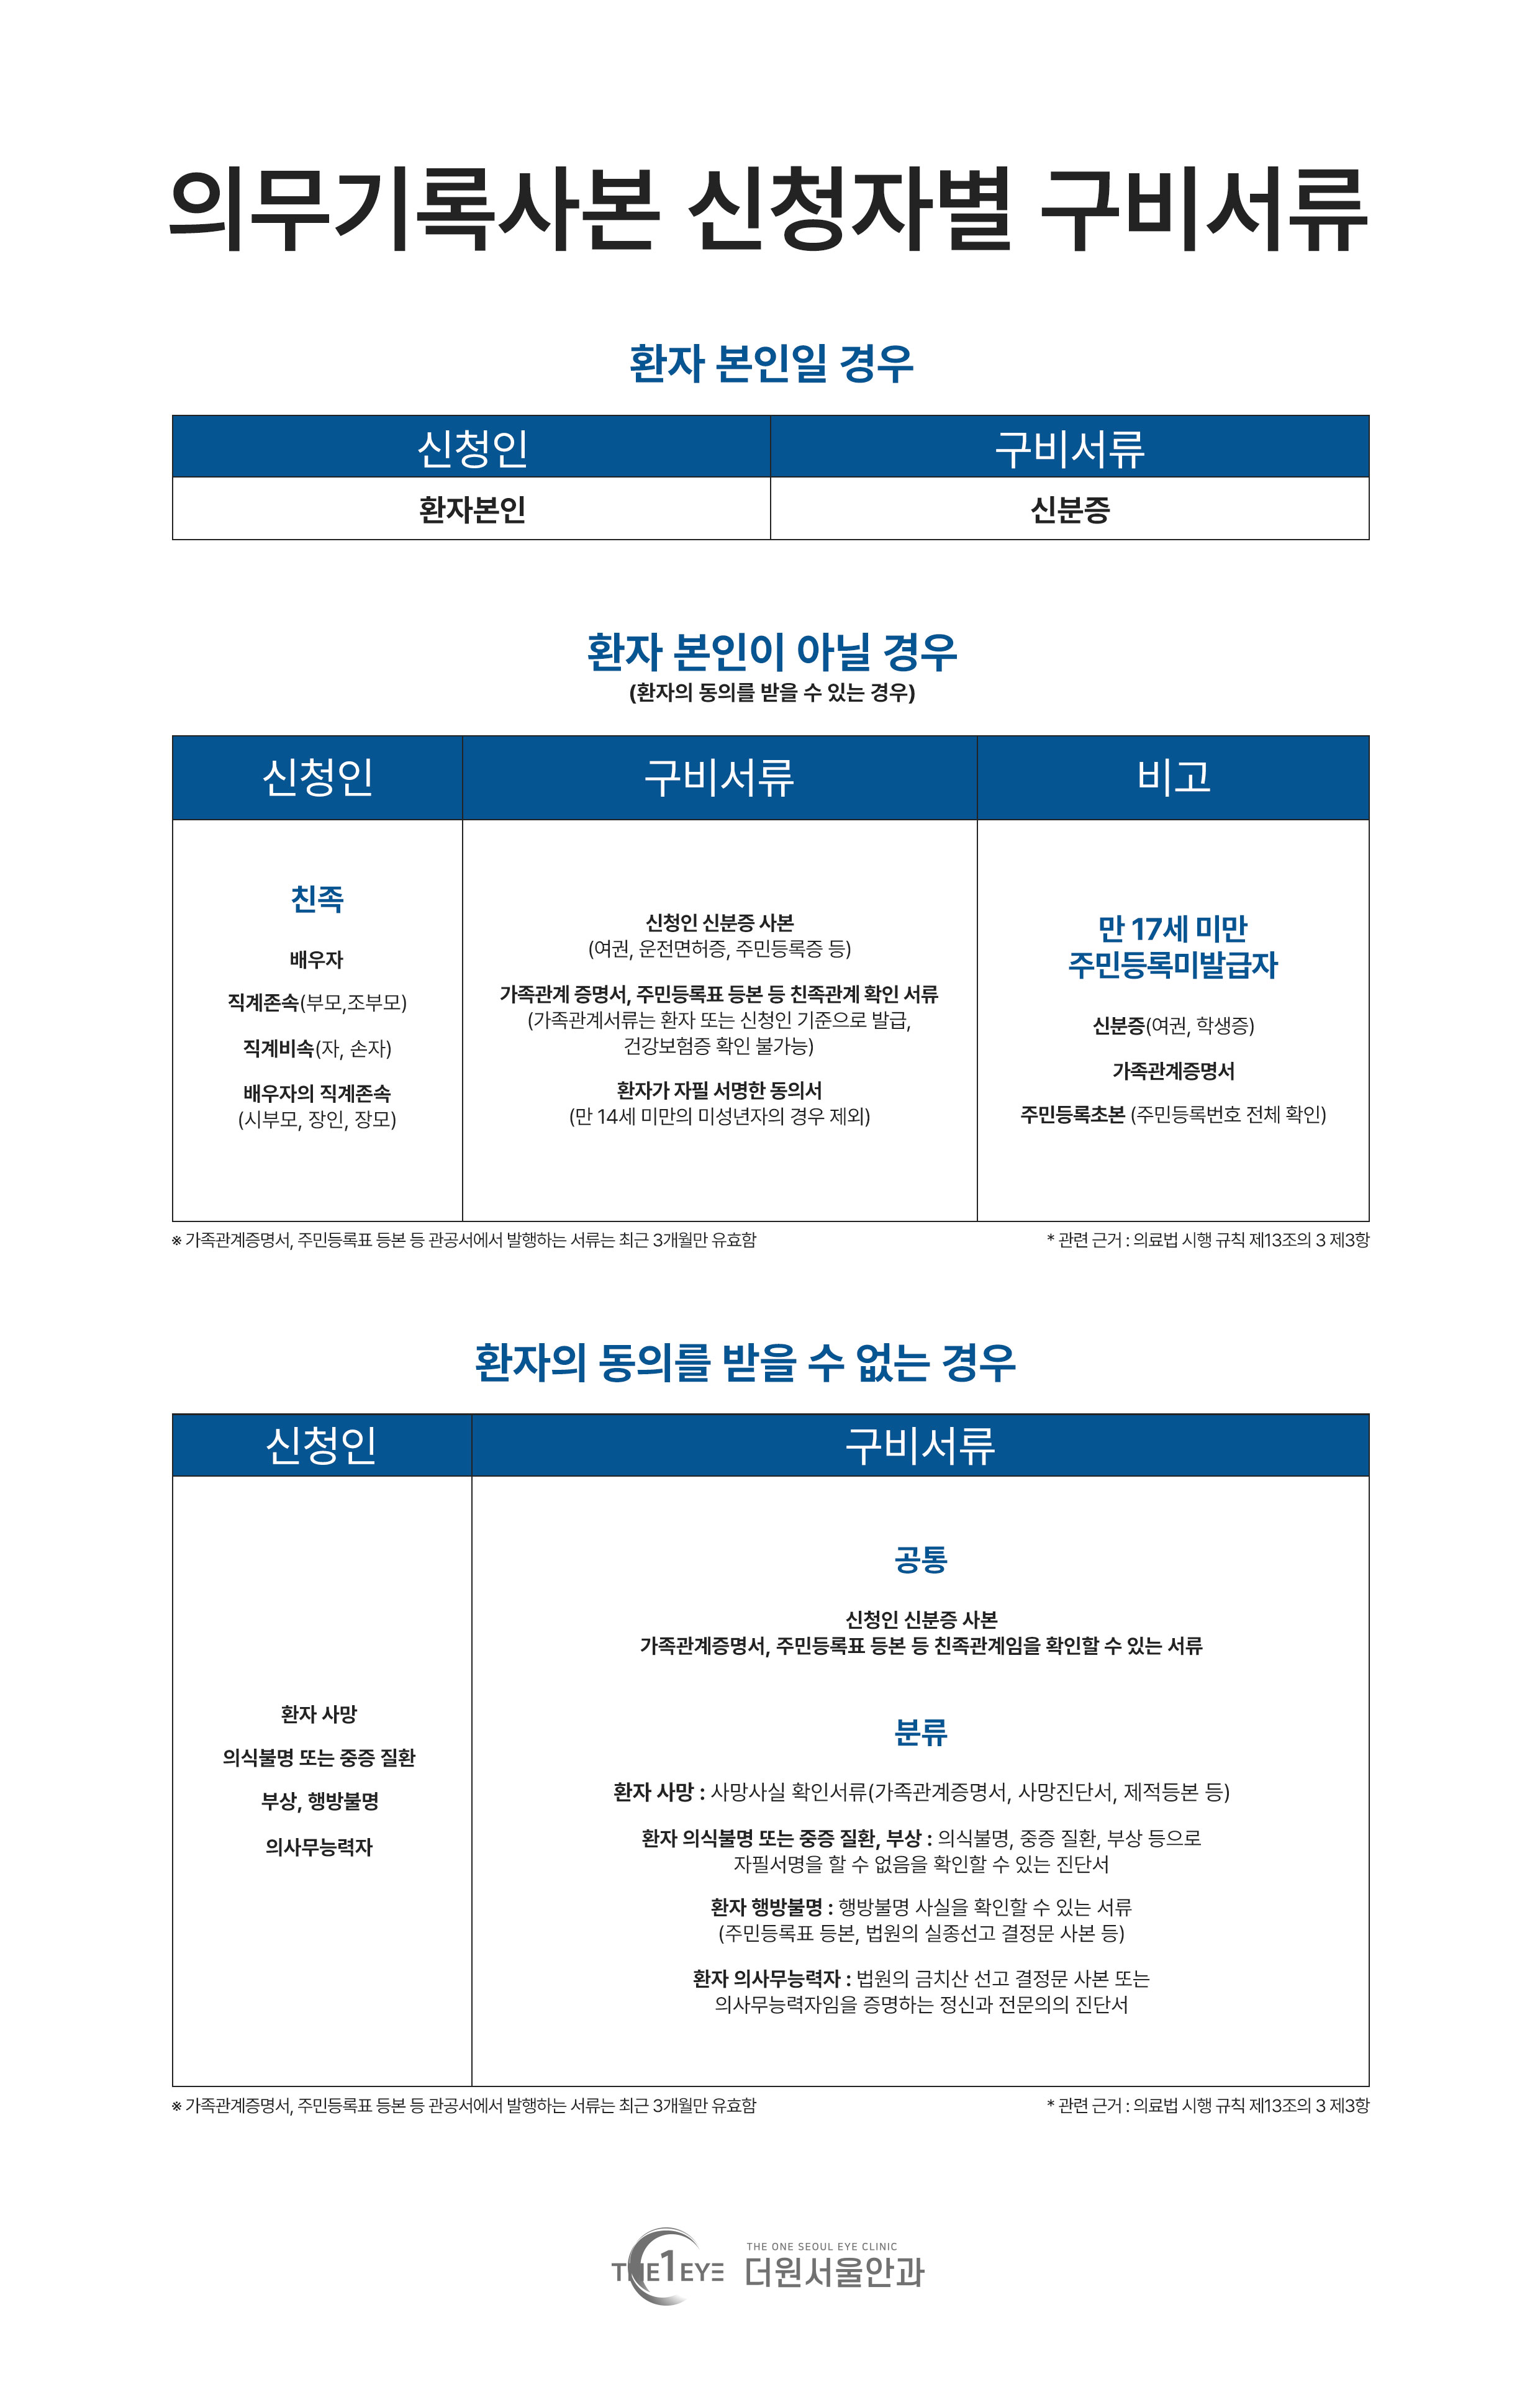 의무기록사본 신청자별 구비서류
환자 본인일 경우
신청인
구비서류
환자본인
신분증
환자 본인이 아닐 경우
(환자의 동의를 받을 수 있는 경우)
신청인
구비서류
비고
친족
배우자
직계존속(부모,조부모)
직계비속(자, 손자)
배우자의 직계존속
(시부모, 장인, 장모)
신청인 신분증 사본
(여권, 운전면허증, 주민등록증 등)
가족관계 증명서, 주민등록표 등본 등 친족관계 확인 서류
(가족관계서류는 환자 또는 신청인 기준으로 발급,
건강보험증 확인 불가능)
환자가 자필 서명한 동의서
(만 14세 미만의 미성년자의 경우 제외)
만 17세 미만
주민등록미발급자
신분증(여권, 학생증)
가족관계증명서
주민등록초본 (주민등록번호 전체 확인)
※ 가족관계증명서, 주민등록표 등본 등 관공서에서 발행하는 서류는 최근 3개월만 유효함
* 관련 근거 : 의료법 시행 규칙 제13조의 3 제3항
환자의 동의를 받을 수 없는 경우
신청인
구비서류
환자 사망
의식불명 또는 중증 질환
부상, 행방불명
의사무능력자
공통
신청인 신분증 사본
가족관계증명서, 주민등록표 등본 등 친족관계임을 확인할 수 있는 서류
분류
환자 사망 : 사망사실 확인서류(가족관계증명서, 사망진단서, 제적등본 등)
환자 의식불명 또는 중증 질환, 부상 : 의식불명, 중증 질환, 부상 등으로
자필서명을 할 수 없음을 확인할 수 있는 진단서
환자 행방불명 : 행방불명 사실을 확인할 수 있는 서류
(주민등록표 등본, 법원의 실종선고 결정문 사본 등)
환자 의사무능력자 : 법원의 금치산 선고 결정문 사본 또는
의사무능력자임을 증명하는 정신과 전문의의 진단서
※ 가족관계증명서, 주민등록표 등본 등 관공서에서 발행하는 서류는 최근 3개월만 유효함
* 관련 근거 : 의료법 시행 규칙 제13조의 3 제3항
THE 1 EYE
THE ONE SEOUL EYE CLINIC
더원서울안과